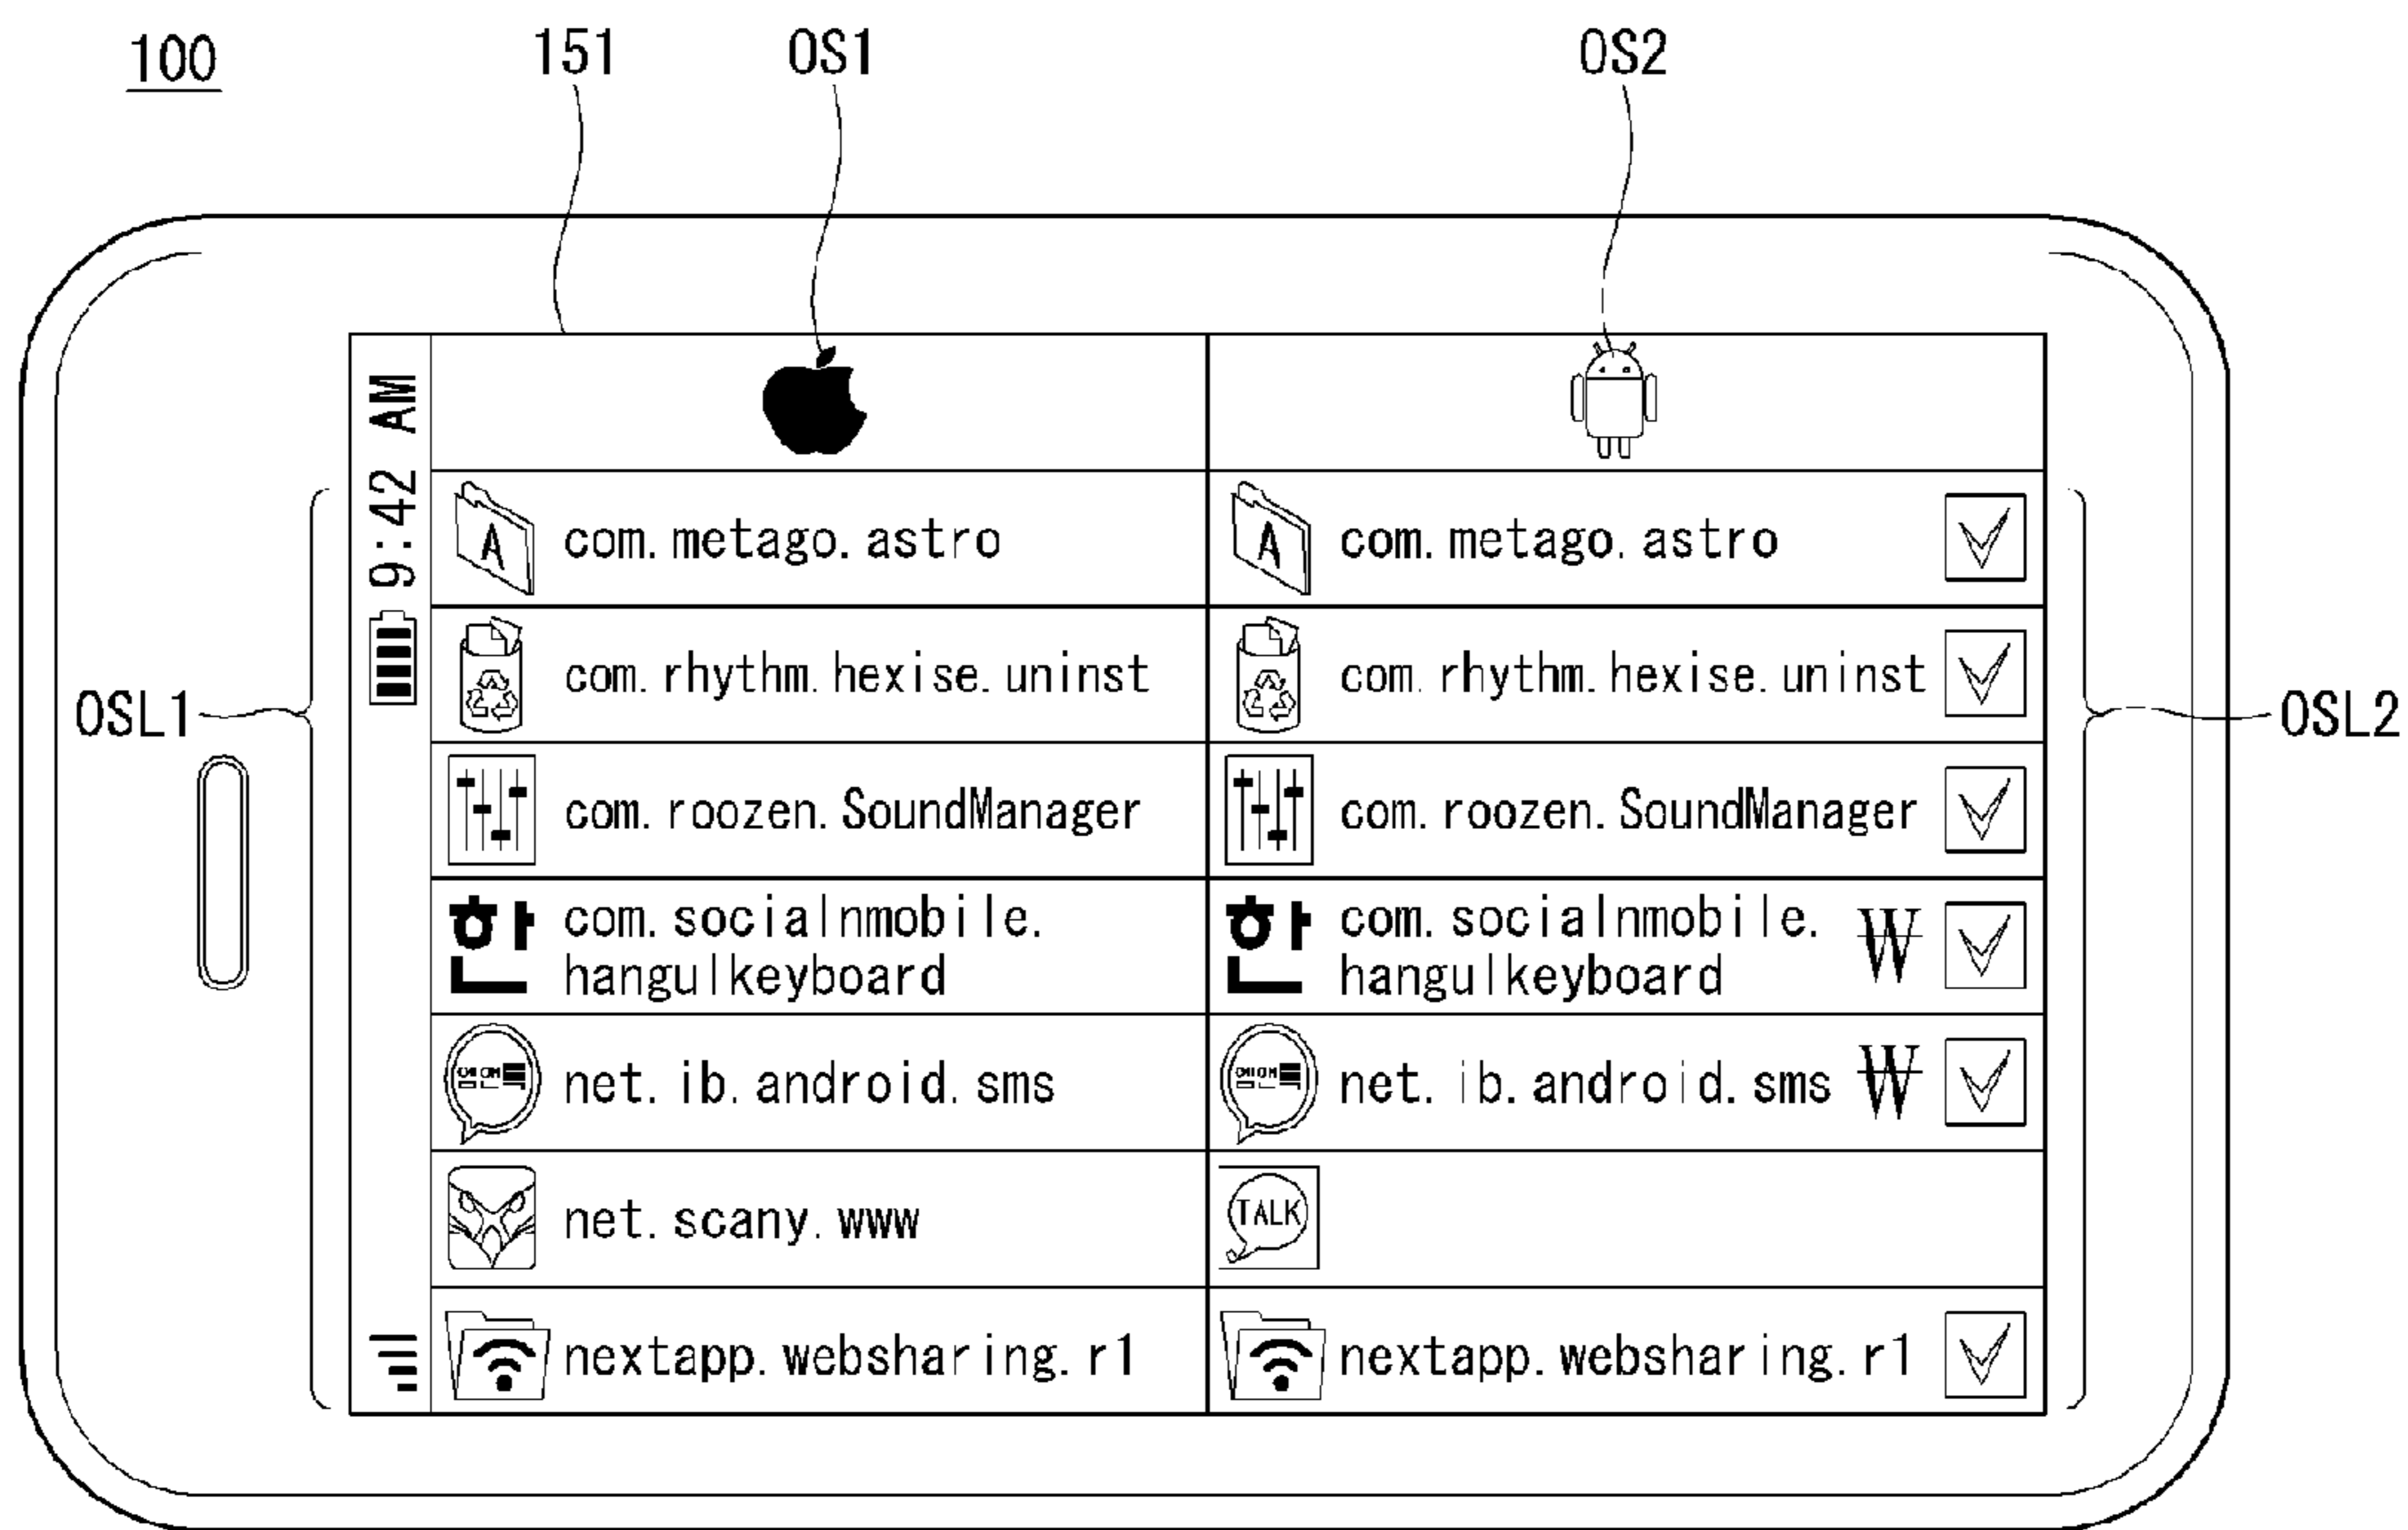 100
151
OS1
OS2
9:42 AM
OSL1
OSL2
A com.metago.astro
A com.metago.astro
com.rhythm.hexise.uninst
com.rhythm.hexise.uninst
com.roozen.SoundManager
com.roozen.SoundManager
한 com.socialnmobile.
hangulkeyboard
한 com.socialnmobile. ₩
hangulkeyboard
net.ib.android.sms
net.ib.android.sms ₩
net.scany.www
TALK
nextapp.websharing.r1
nextapp.websharing.r1